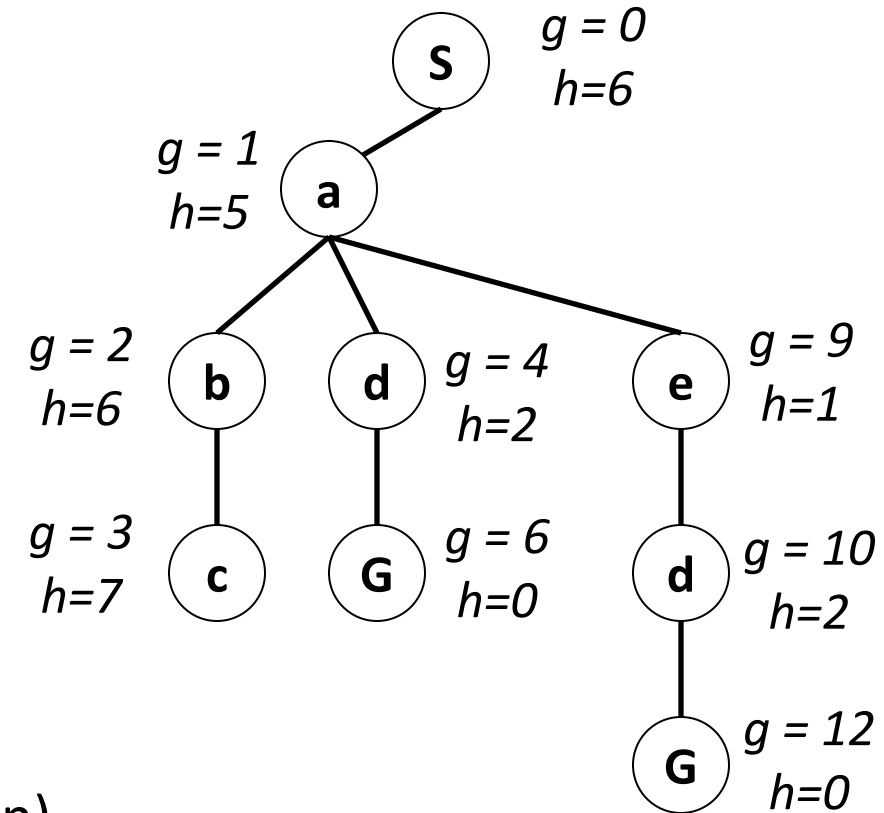 S
g = 0
h=6
g = 1
h=5
a
g = 2
h=6
b
d
g = 4
h=2
e
g = 9
h=1
g = 3
h=7
c
G
g = 6
h=0
d
g = 10
h=2
G
g = 12
h=0